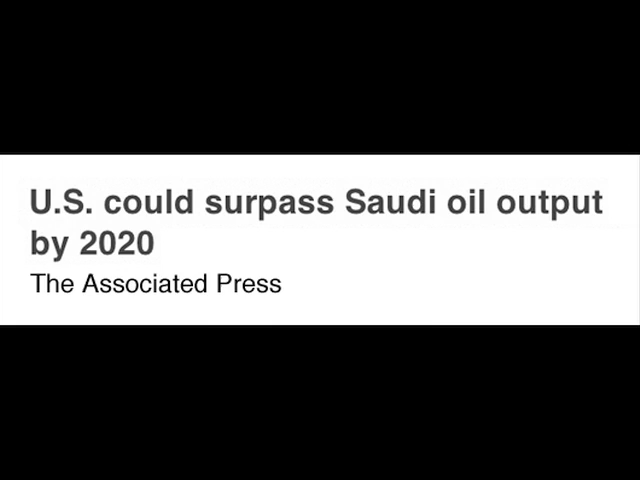 U.S. could surpass Saudi oil output
by 2020
The Associated Press